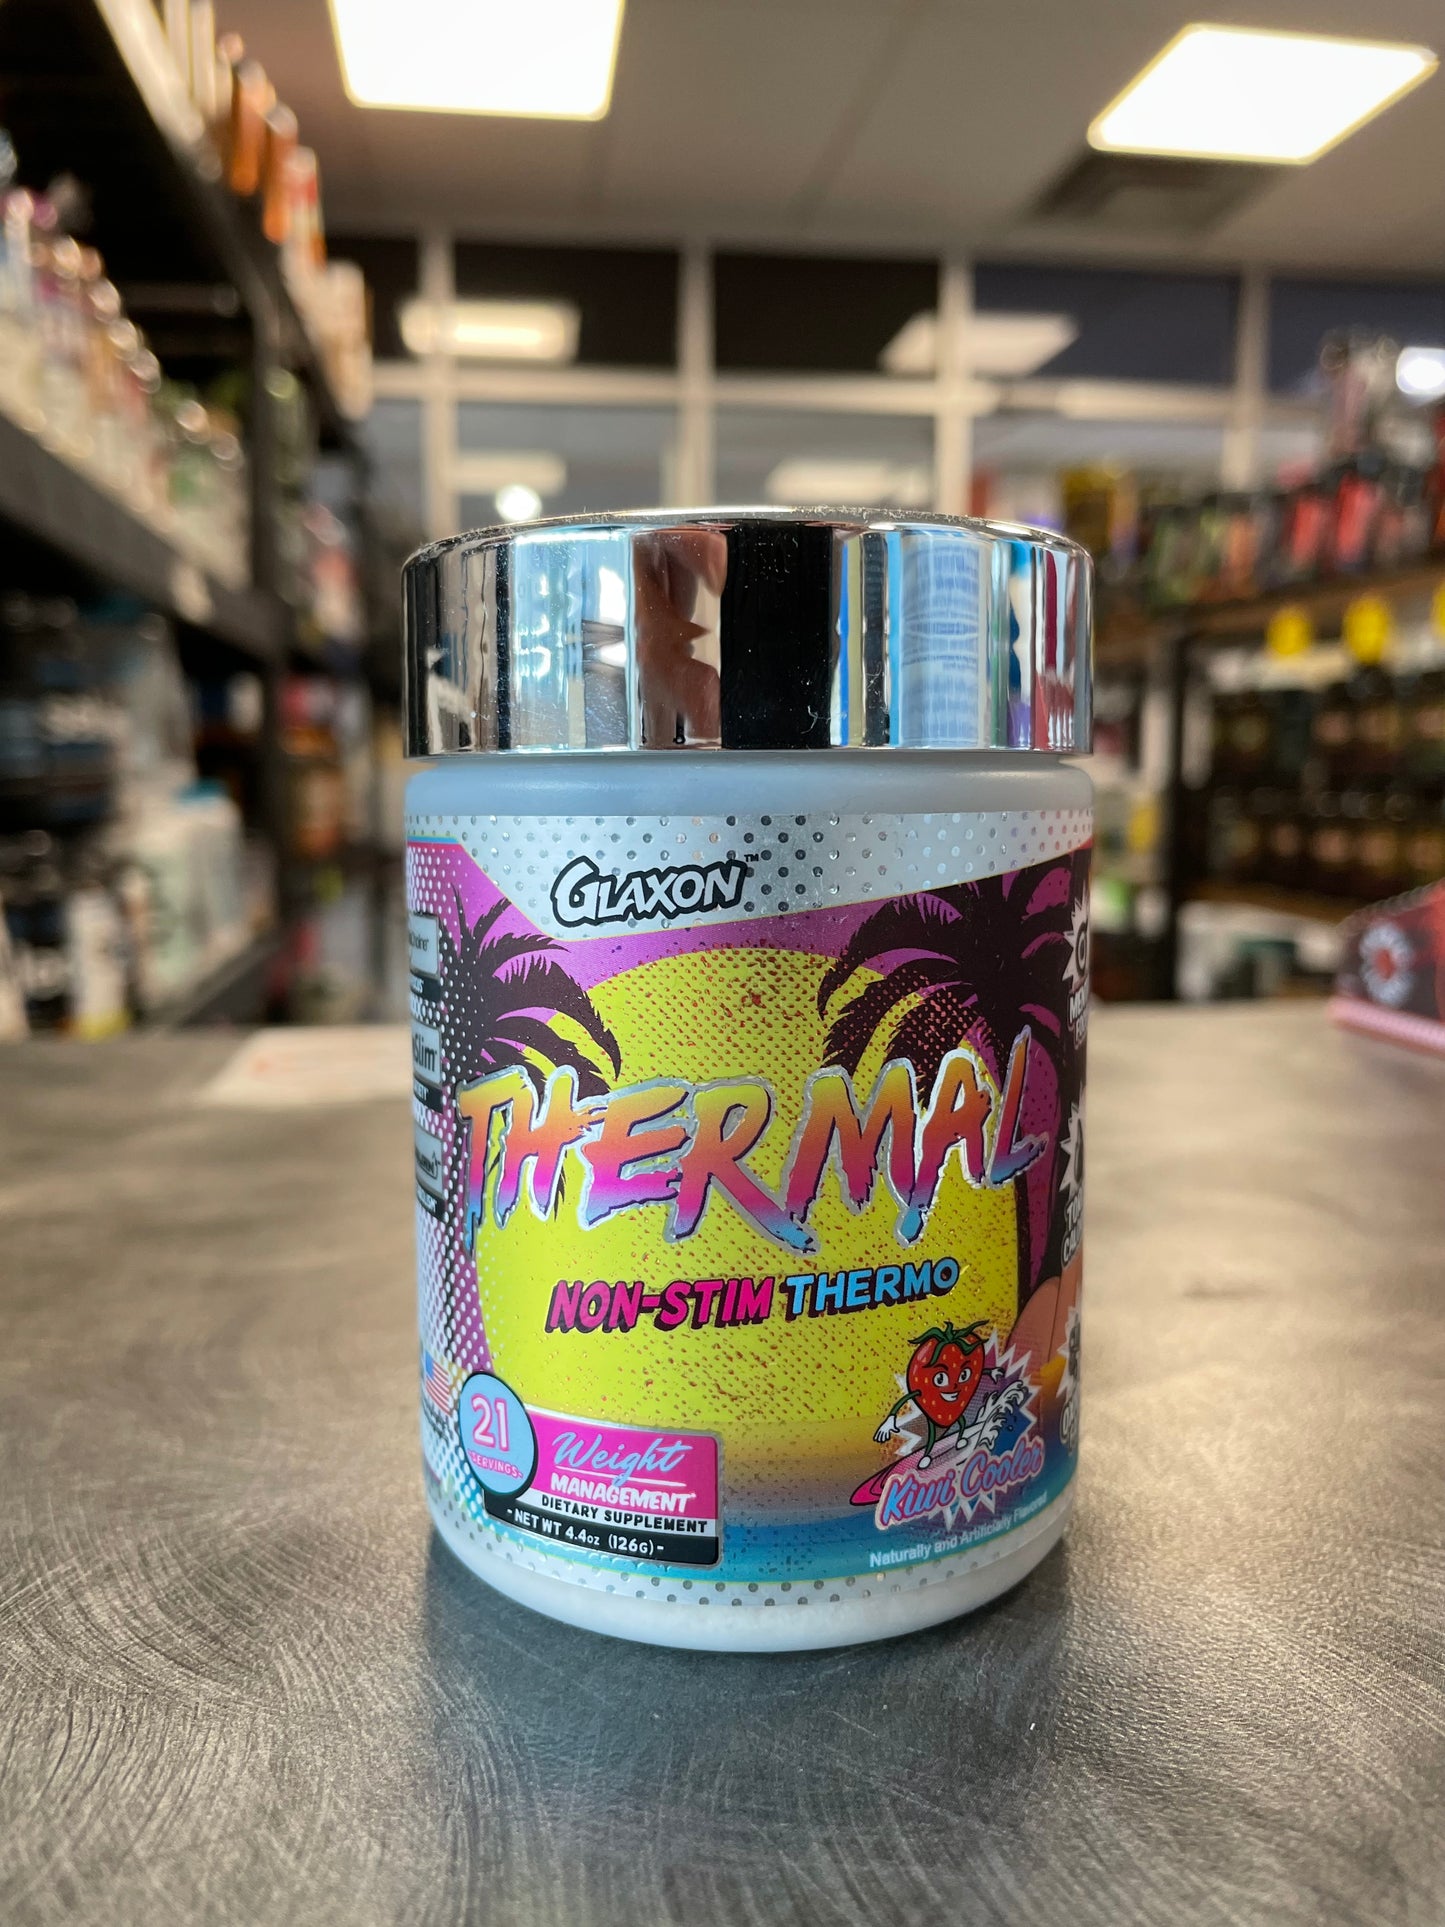 GLAXON™
THERMAL
NON-STIM THERMO
21
SERVINGS
Weight
MANAGEMENT
DIETARY SUPPLEMENT
-NET WT 4.4oz (126G)-
Kiwi Cooler
Naturally and Artificially Flavored